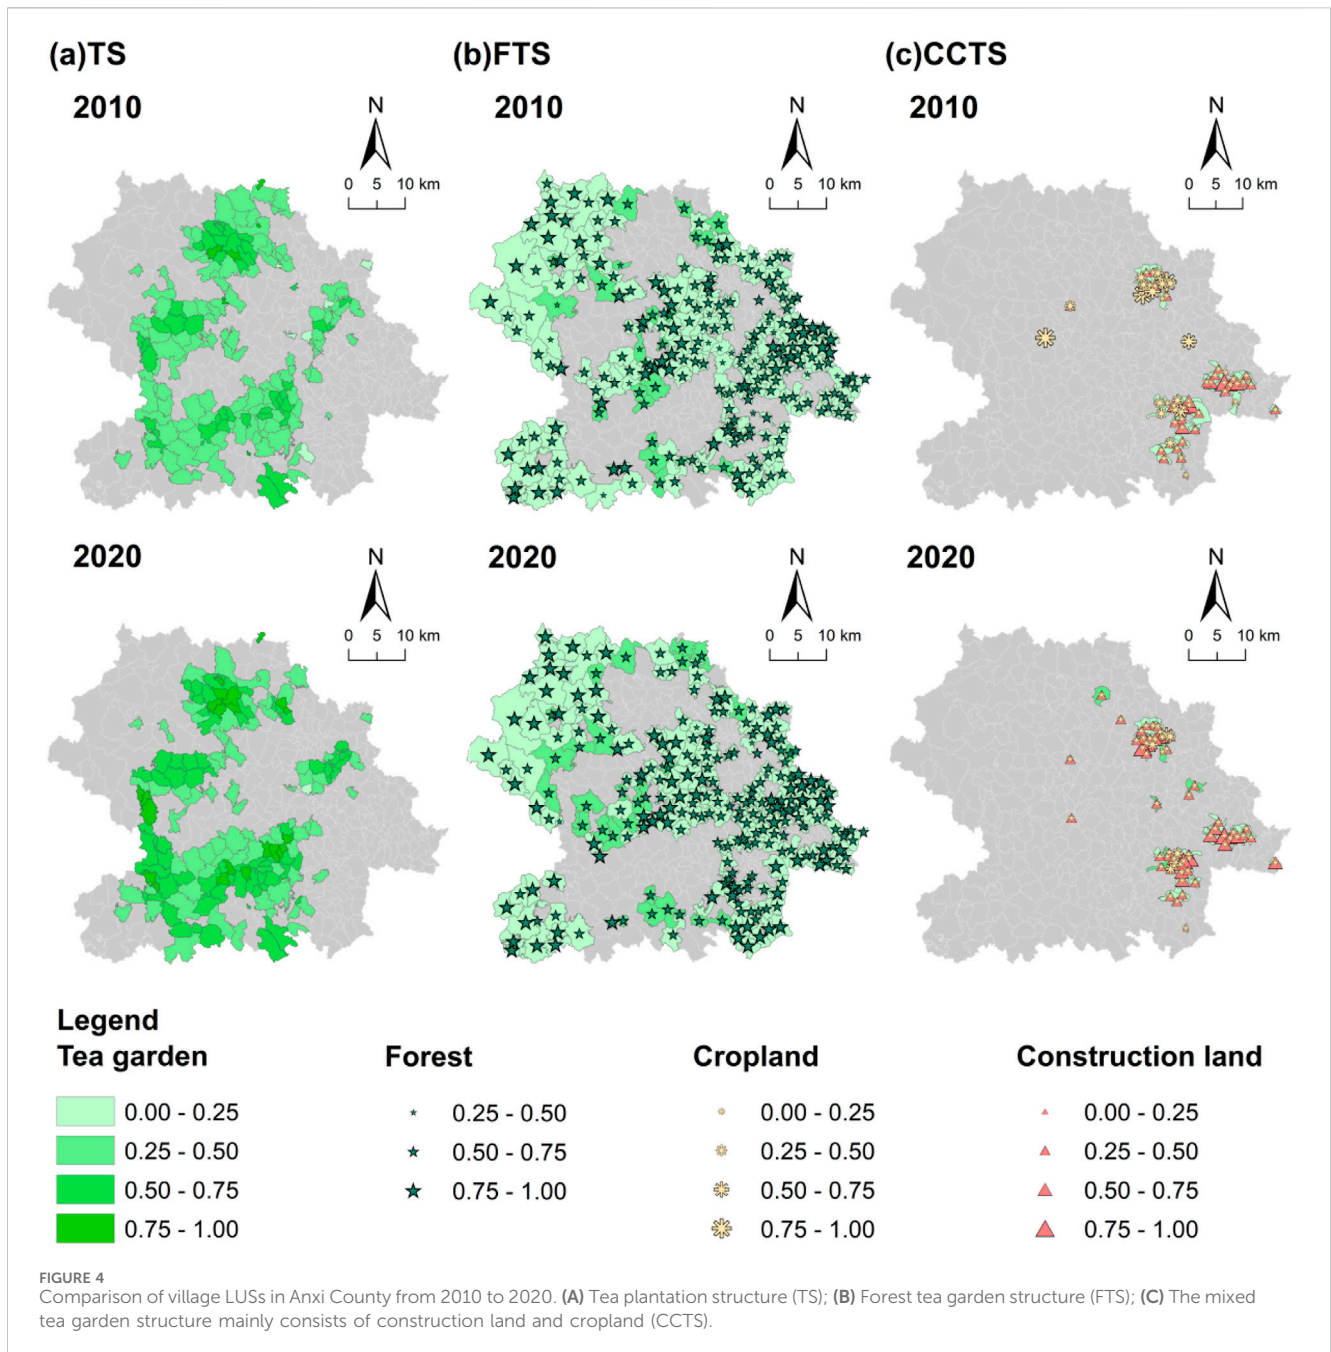 (a)TS
(b)FTS
(c)CCTS
2010
2010
2010
N
N
N
0 5 10 km
0 5 10 km
0 5 10 km
2020
2020
2020
N
N
N
0 5 10 km
0 5 10 km
0 5 10 km
Legend
Tea garden
Forest
Cropland
Construction land
0.00 - 0.25
0.25 - 0.50
0.00 - 0.25
0.00 - 0.25
0.25 - 0.50
0.50 - 0.75
0.25 - 0.50
0.25 - 0.50
0.50 - 0.75
0.75 - 1.00
0.50 - 0.75
0.50 - 0.75
0.75 - 1.00
0.75 - 1.00
0.75 - 1.00
FIGURE 4
Comparison of village LUSs in Anxi County from 2010 to 2020. (A) Tea plantation structure (TS); (B) Forest tea garden structure (FTS); (C) The mixed
tea garden structure mainly consists of construction land and cropland (CCTS).